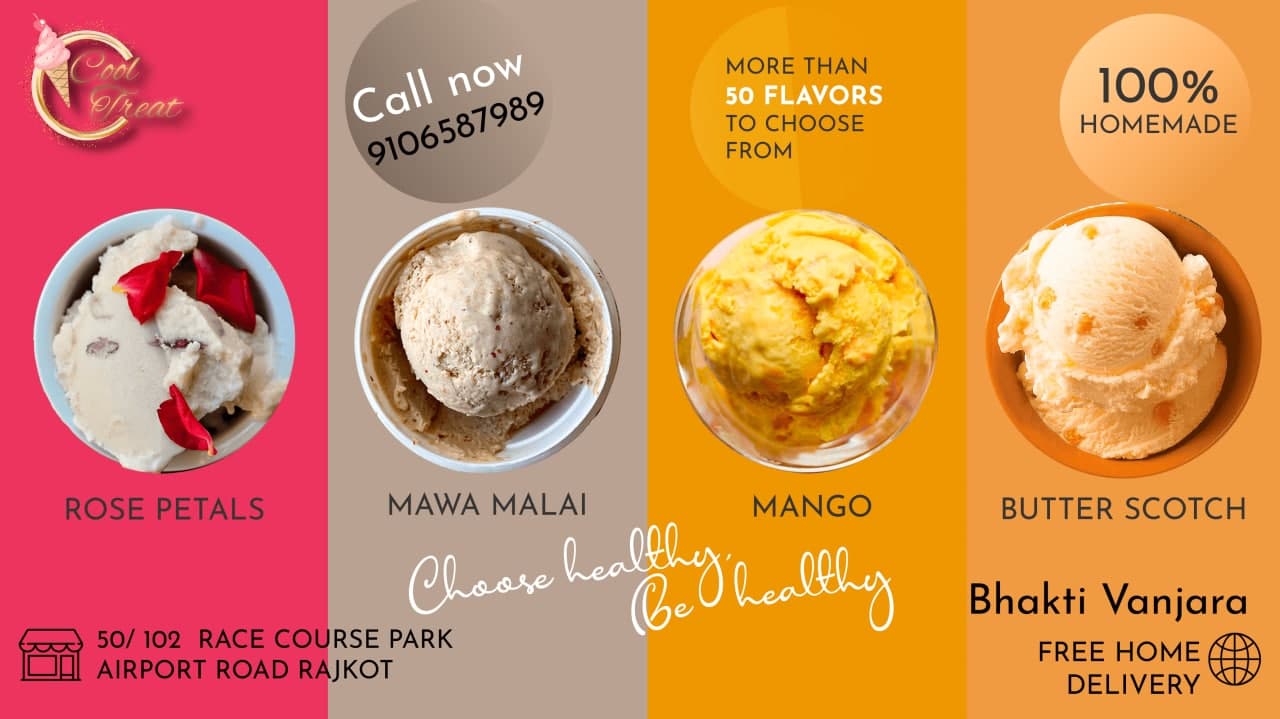 Cool
Treat
Call now
9106587989
MORE THAN
50 FLAVORS
TO CHOOSE
FROM
100%
HOMEMADE
ROSE PETALS
MAWA MALAI
MANGO
BUTTER SCOTCH
Choose healthy,
Be healthy
50/ 102 RACE COURSE PARK
AIRPORT ROAD RAJKOT
Bhakti Vanjara
FREE HOME
DELIVERY